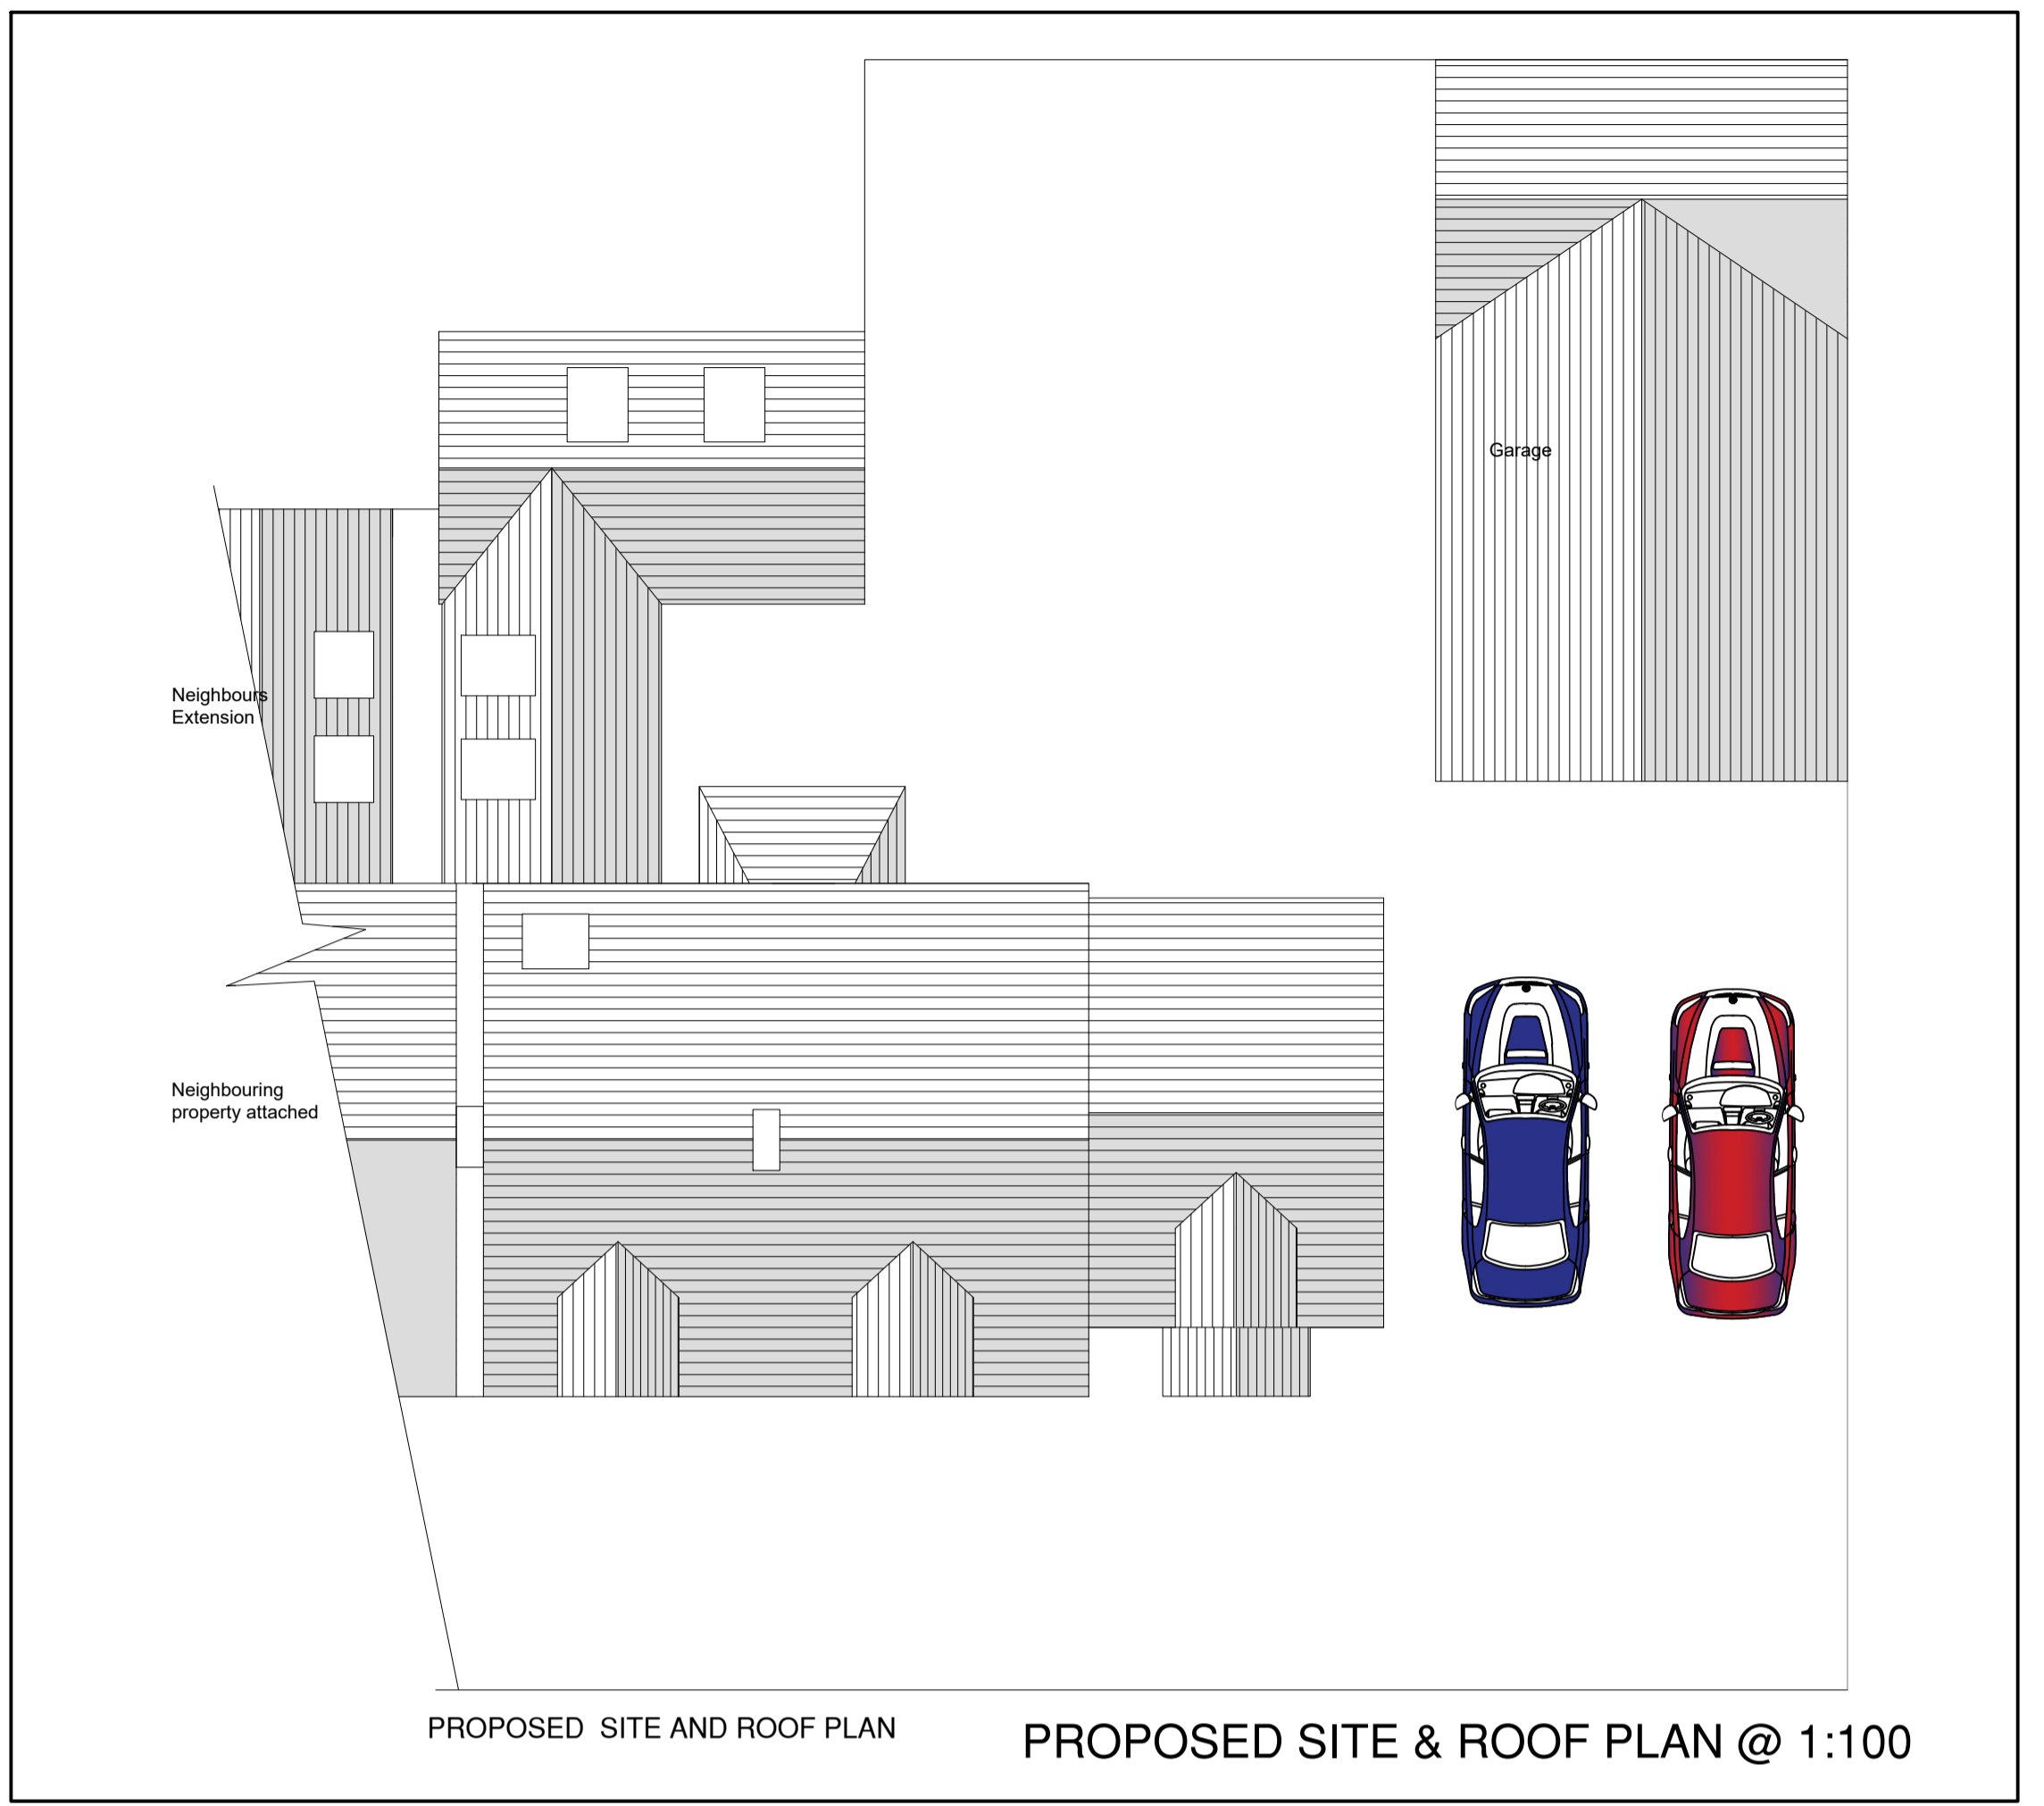 Garage
Neighbours
Extension
Neighbouring
property attached
PROPOSED  SITE AND ROOF PLAN
PROPOSED SITE & ROOF PLAN @ 1:100